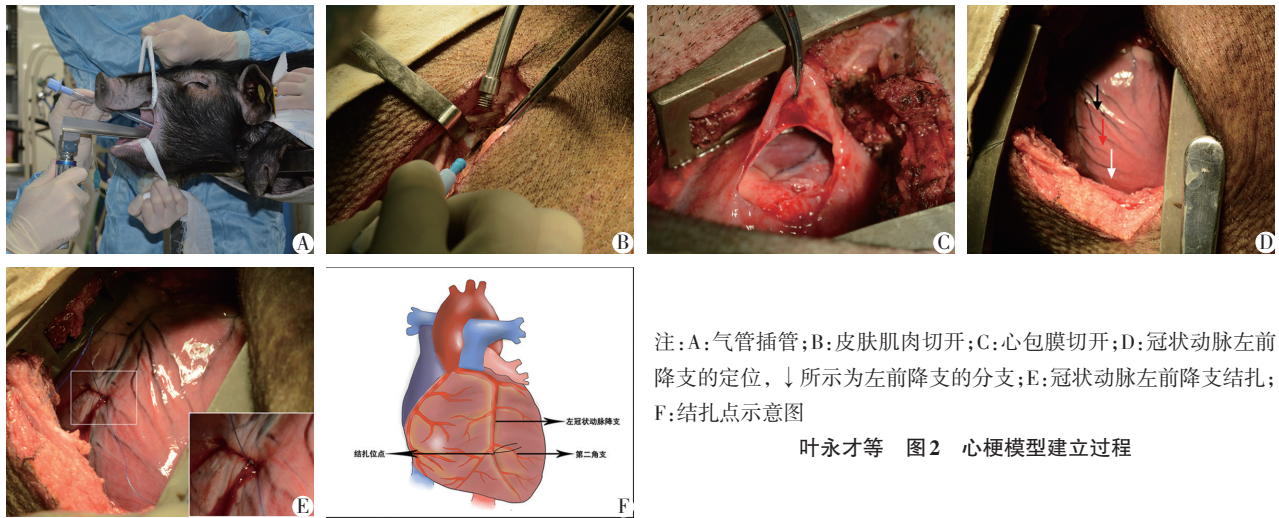 A
B
C
D
E
左冠状动脉降支
结扎位点
第二角支
F
注:A:气管插管;B:皮肤肌肉切开;C:心包膜切开;D:冠状动脉左前
降支的定位，↓所示为左前降支的分支;E:冠状动脉左前降支结扎;
F:结扎点示意图
叶永才等 图2 心梗模型建立过程